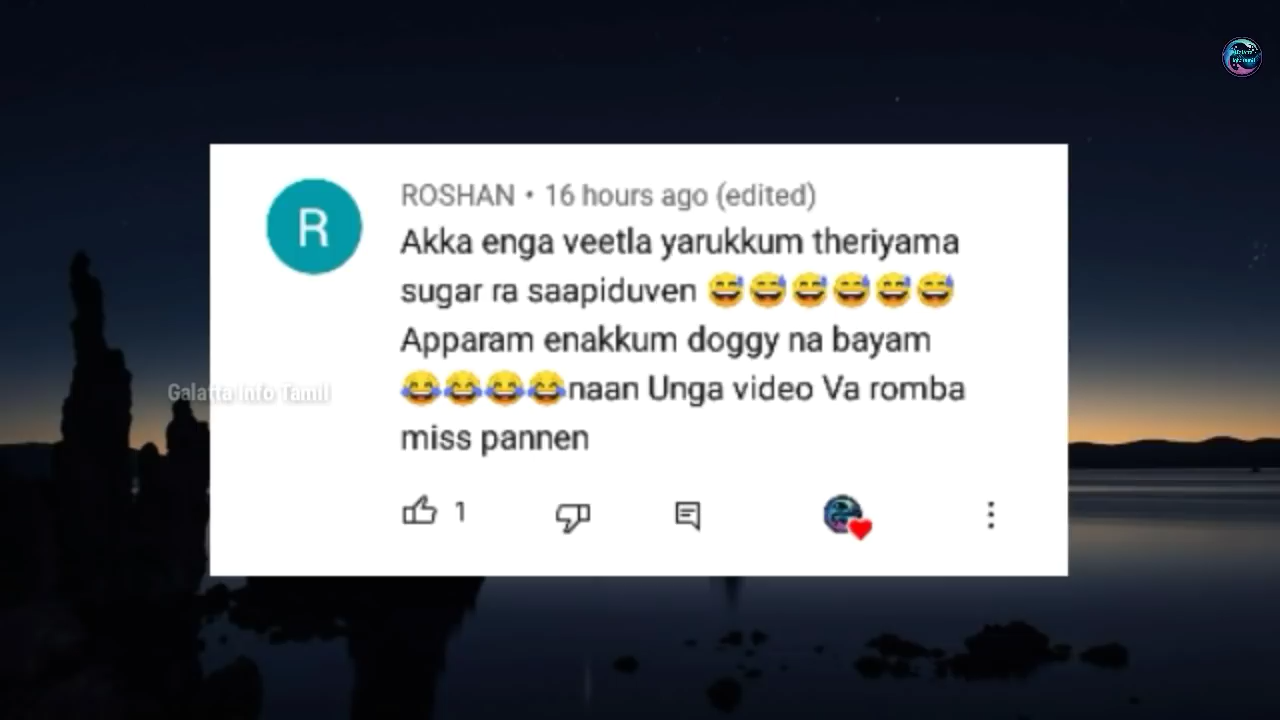 ROSHAN • 16 hours ago (edited)
Akka enga veetla yarukkum theriyama
sugar ra saapiduven 😅😅😅😅😅😅
Apparam enakkum doggy na bayam
😂😂😂😂naan Unga video Va romba
miss pannen
1
R
Galatta Info Tamil